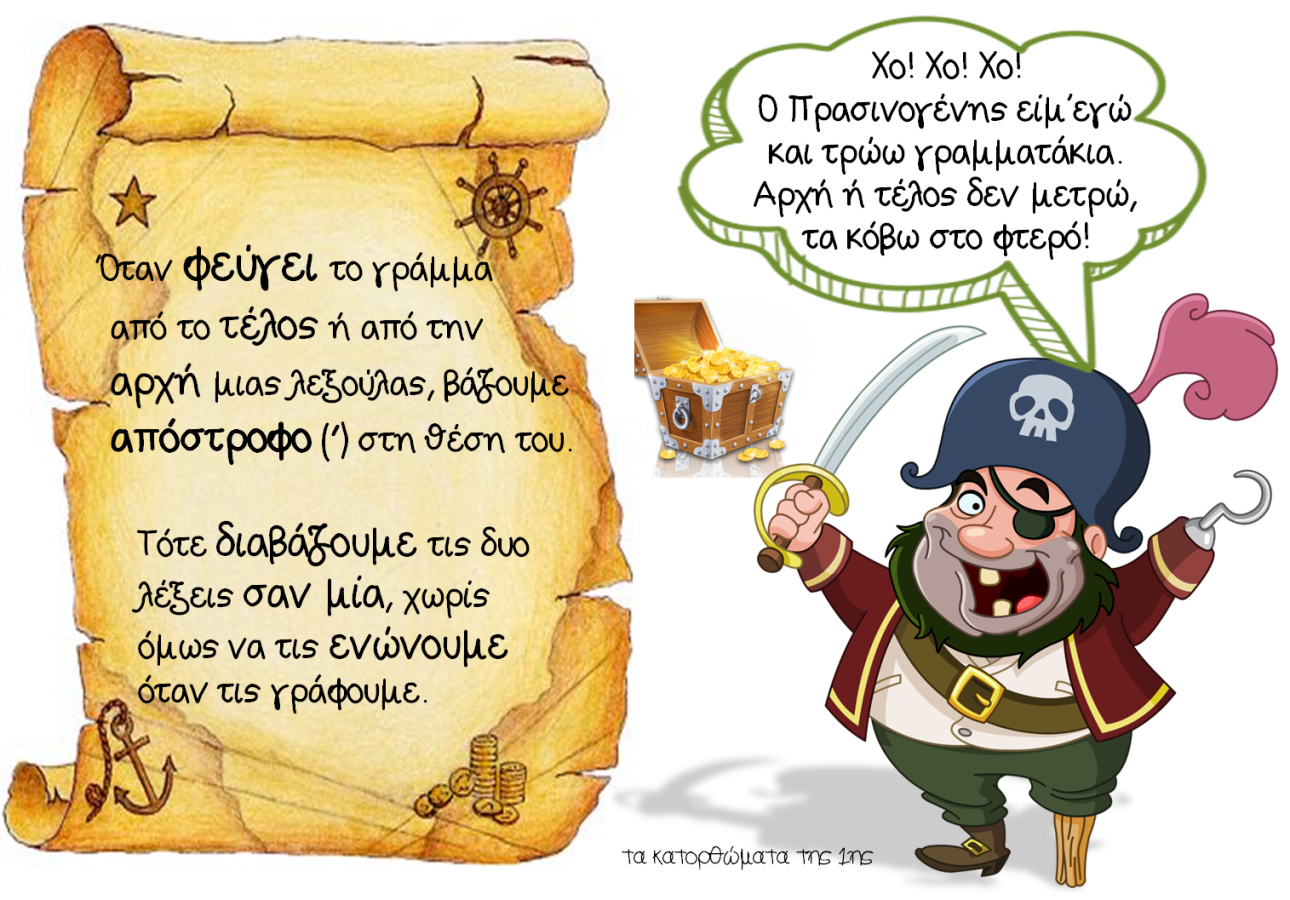 Όταν φεύγει το γράμμα
από το τέλος ή από την
αρχή μιας λεξούλας, βάζουμε
απόστροφο (’) στη θέση του.
Τότε διαβάζουμε τις δυο
λέξεις σαν μία, χωρίς
όμως να τις ενώνουμε
όταν τις γράφουμε.
Χο! Χο! Χο!
Ο Πρασινογένης είμ΄εγώ
και τρώω γραμματάκια.
Αρχή ή τέλος δεν μετρώ,
τα κόβω στο φτερό!
τα κατορθώματα της 1ης